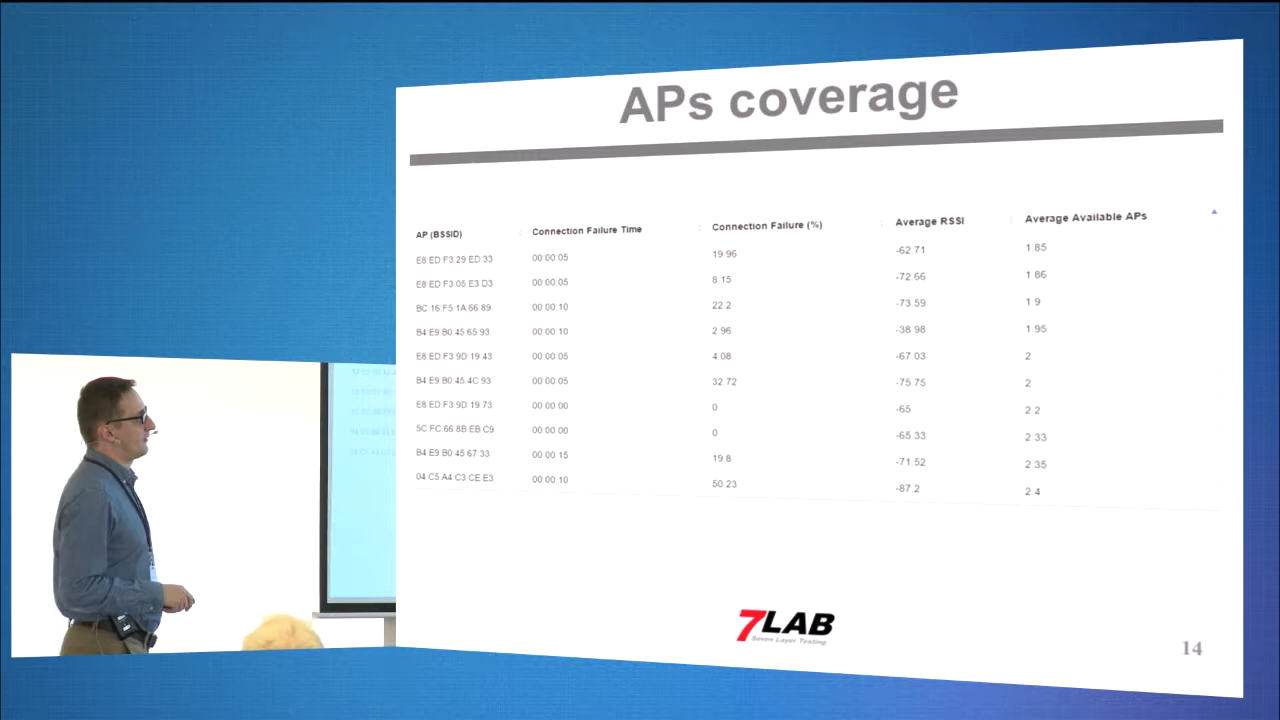 APs coverage
AP (BSSID) Connection Failure Time Connection Failure (%) Average RSSI Average Available APs
E8 ED F3 29 ED 33 00 00 05 19 96 -62 71 1 85
E8 ED F3 05 E3 D3 00 00 05 8 15 -72 66 1 86
BC 16 F5 1A 66 89 00 00 10 22 2 -73 59 1 9
B4 E9 B0 45 65 93 00 00 10 2 96 -38 98 1 95
E8 ED F3 9D 19 43 00 00 05 4 08 -67 03 2
B4 E9 B0 45 4C 93 00 00 05 32 72 -75 75 2
E8 ED F3 9D 19 73 00 00 00 0 -65 2 2
5C FC 66 8B EB C9 00 00 00 0 -65 33 2 33
B4 E9 B0 45 67 33 00 00 15 19 8 -71 52 2 35
04 C5 A4 C3 CE E3 00 00 10 50 23 -87.2 2.4
7LAB
Seven Layer Testing
14